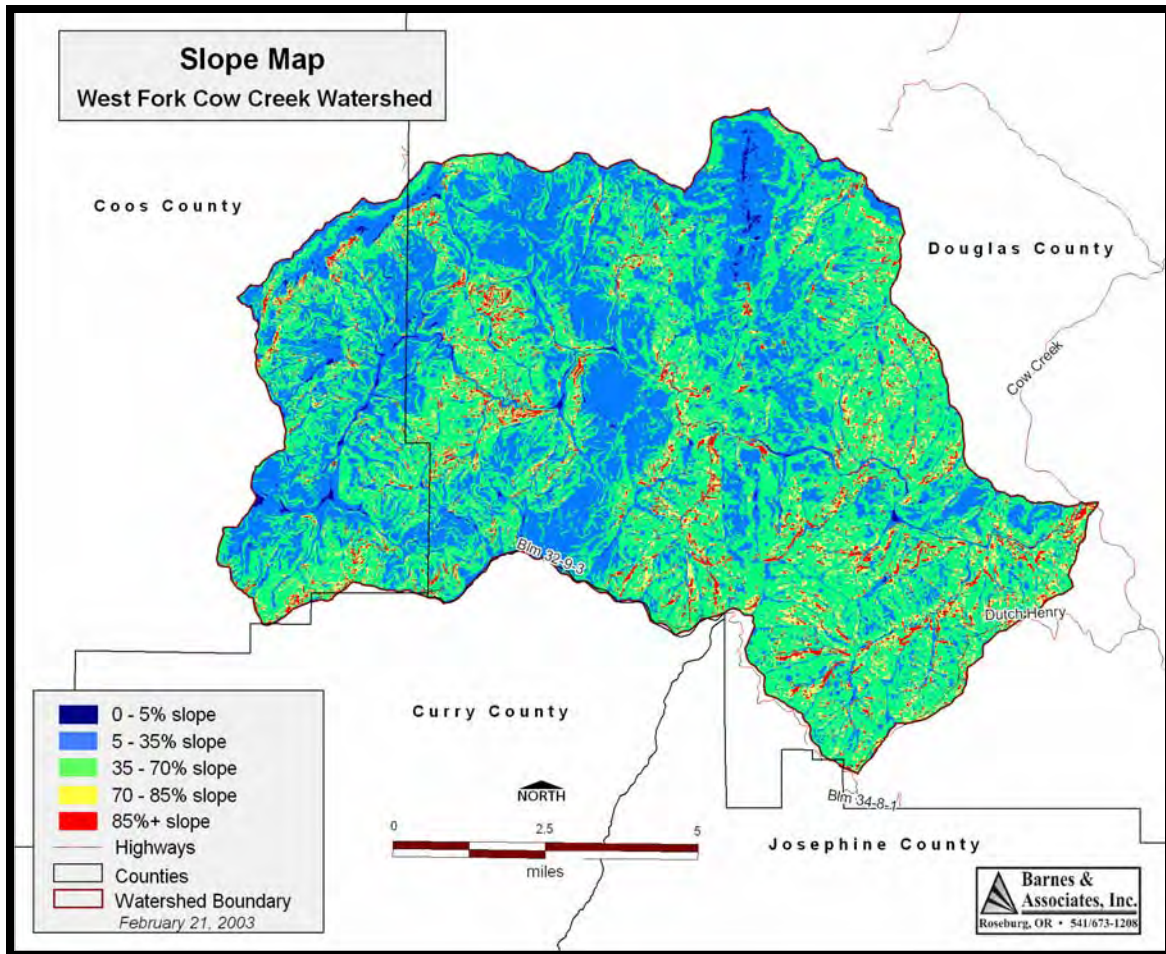 Slope Map
West Fork Cow Creek Watershed
Coos County
Douglas County
Cow Creek
Blm 32-9-3
Dutch Henry
Curry County
Blm 34-8-1
Josephine County
0 - 5% slope
5 - 35% slope
35 - 70% slope
70 - 85% slope
85%+ slope
Highways
Counties
Watershed Boundary
February 21, 2003
NORTH
0 2.5 5
miles
Barnes &
Associates, Inc.
Roseburg, OR • 541/673-1208